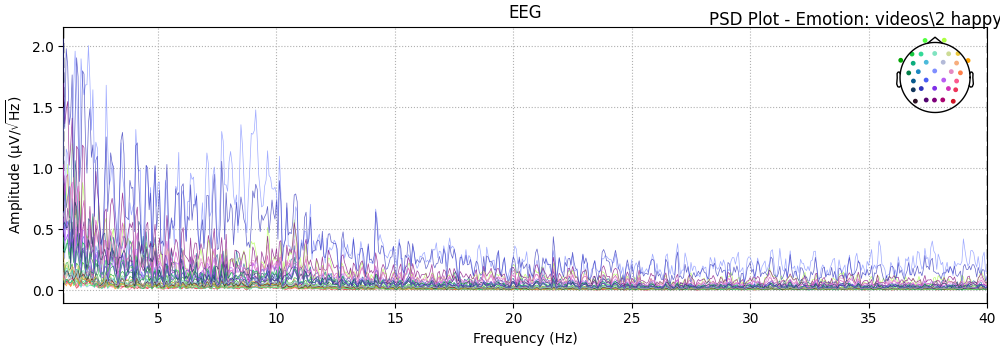 EEG
PSD Plot - Emotion: videos\2 happy
Amplitude (µV/√Hz)
2.0
1.5
1.0
0.5
0.0
5 10 15 20 25 30 35 40
Frequency (Hz)